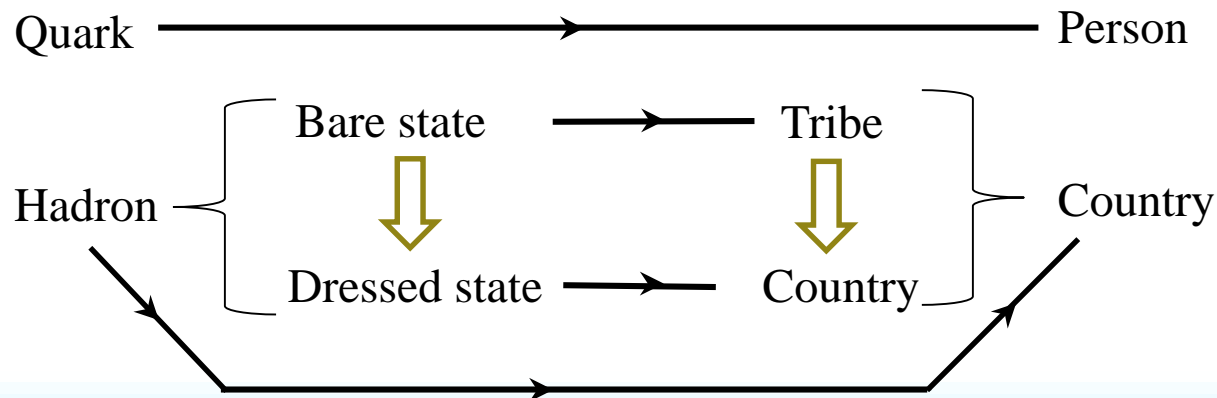 Quark Person
Bare state Tribe
Hadron Country
Dressed state Country